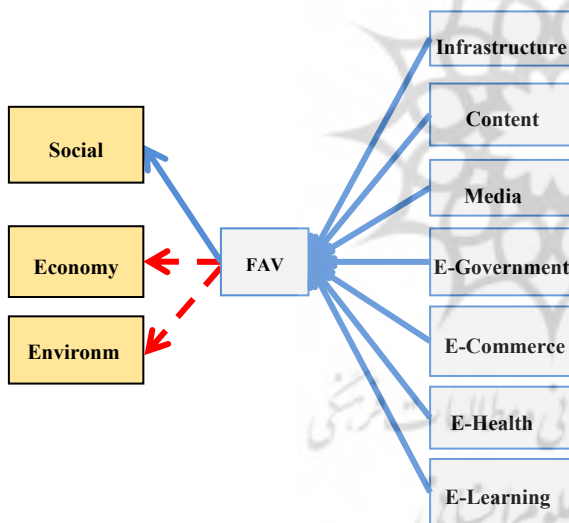 Infrastructure
Content
Social
Media
Economy
FAV
E-Government
Environm
E-Commerce
E-Health
E-Learning